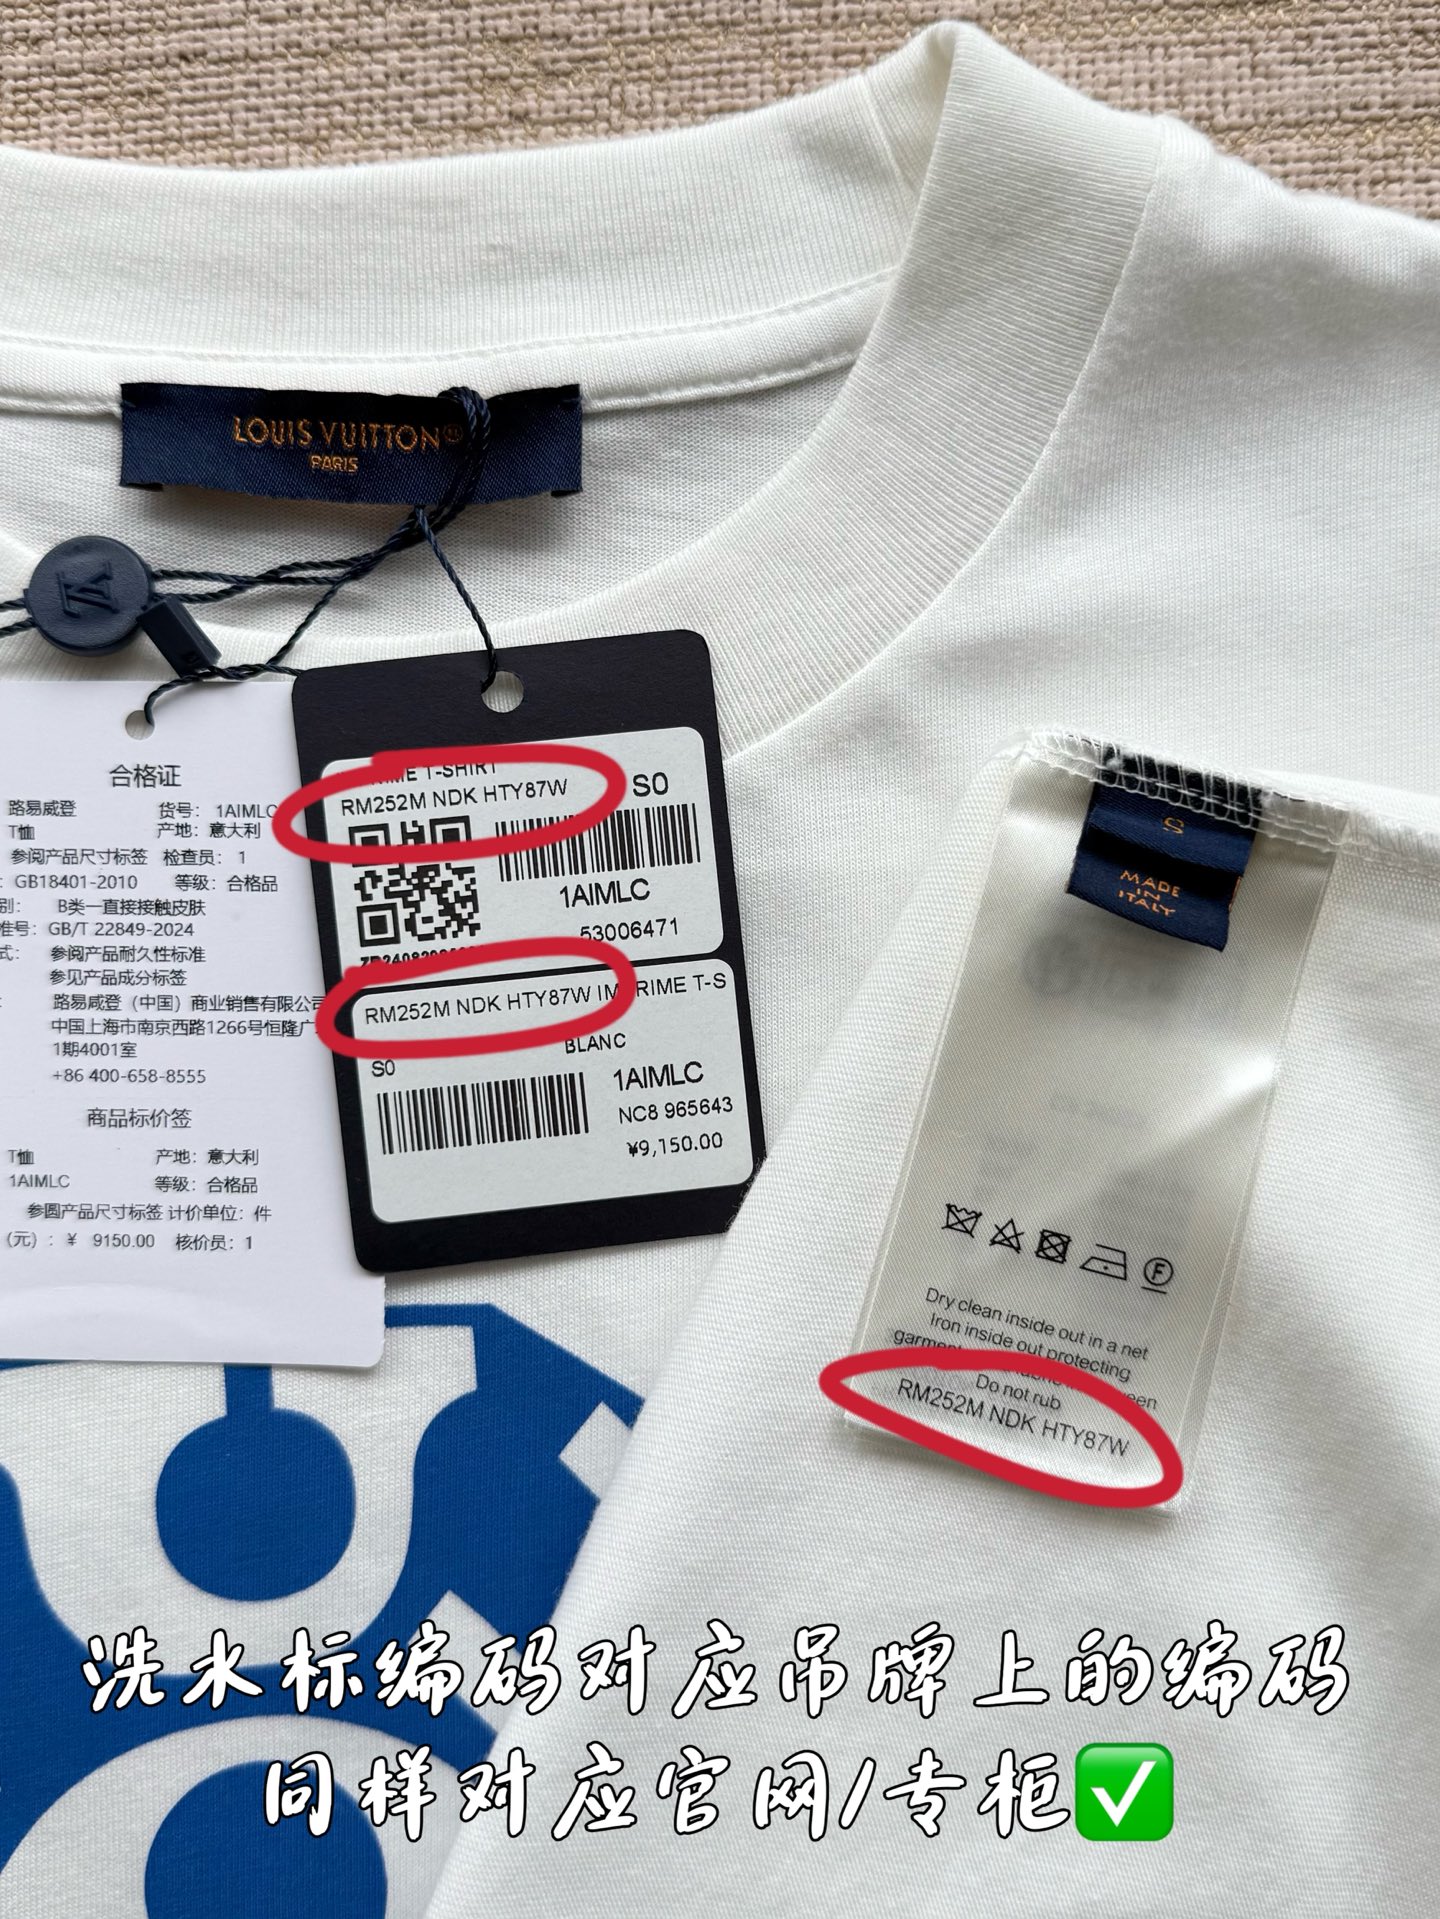 LOUIS VUITTON®
PARIS
合格证
路易威登
货号： 1AIMLC
T恤
产地：意大利
参阅产品尺寸标签 检查员：1
：GB18401-2010 等级：合格品
别： B类一直接接触皮肤
准号：GB/T 22849-2024
式： 参阅产品耐久性标准
参见产品成分标签
： 路易威登（中国）商业销售有限公司
中国上海市南京西路1266号恒隆广
1期4001室
+86 400-658-8555
商品标价签
T恤 产地：意大利
1AIMLC 等级：合格品
参圆产品尺寸标签 计价单位：件
（元）：¥ 9150.00 核价员：1
T-SHIRT
RM252M NDK HTY87W
S0
1AIMLC
53006471
RM252M NDK HTY87W IMPRIME T-S
BLANC
S0
1AIMLC
NC8 965643
¥9,150.00
S
MADE
IN
ITALY
F
Dry clean inside out in a net
Iron inside out protecting
garment
Do not rub
RM252M NDK HTY87W
洗水标编码对应吊牌上的编码
同样对应官网/专柜✅